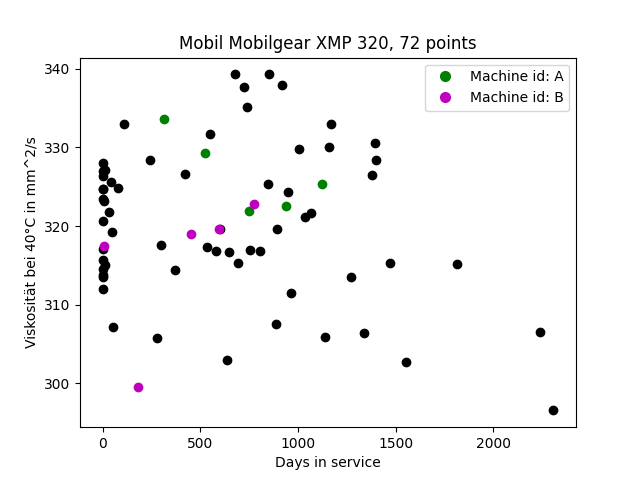 Mobil Mobilgear XMP 320, 72 points
Machine id: A
Machine id: B
Viskosität bei 40°C in mm^2/s
340
330
320
310
300
0
500
1000
1500
2000
Days in service